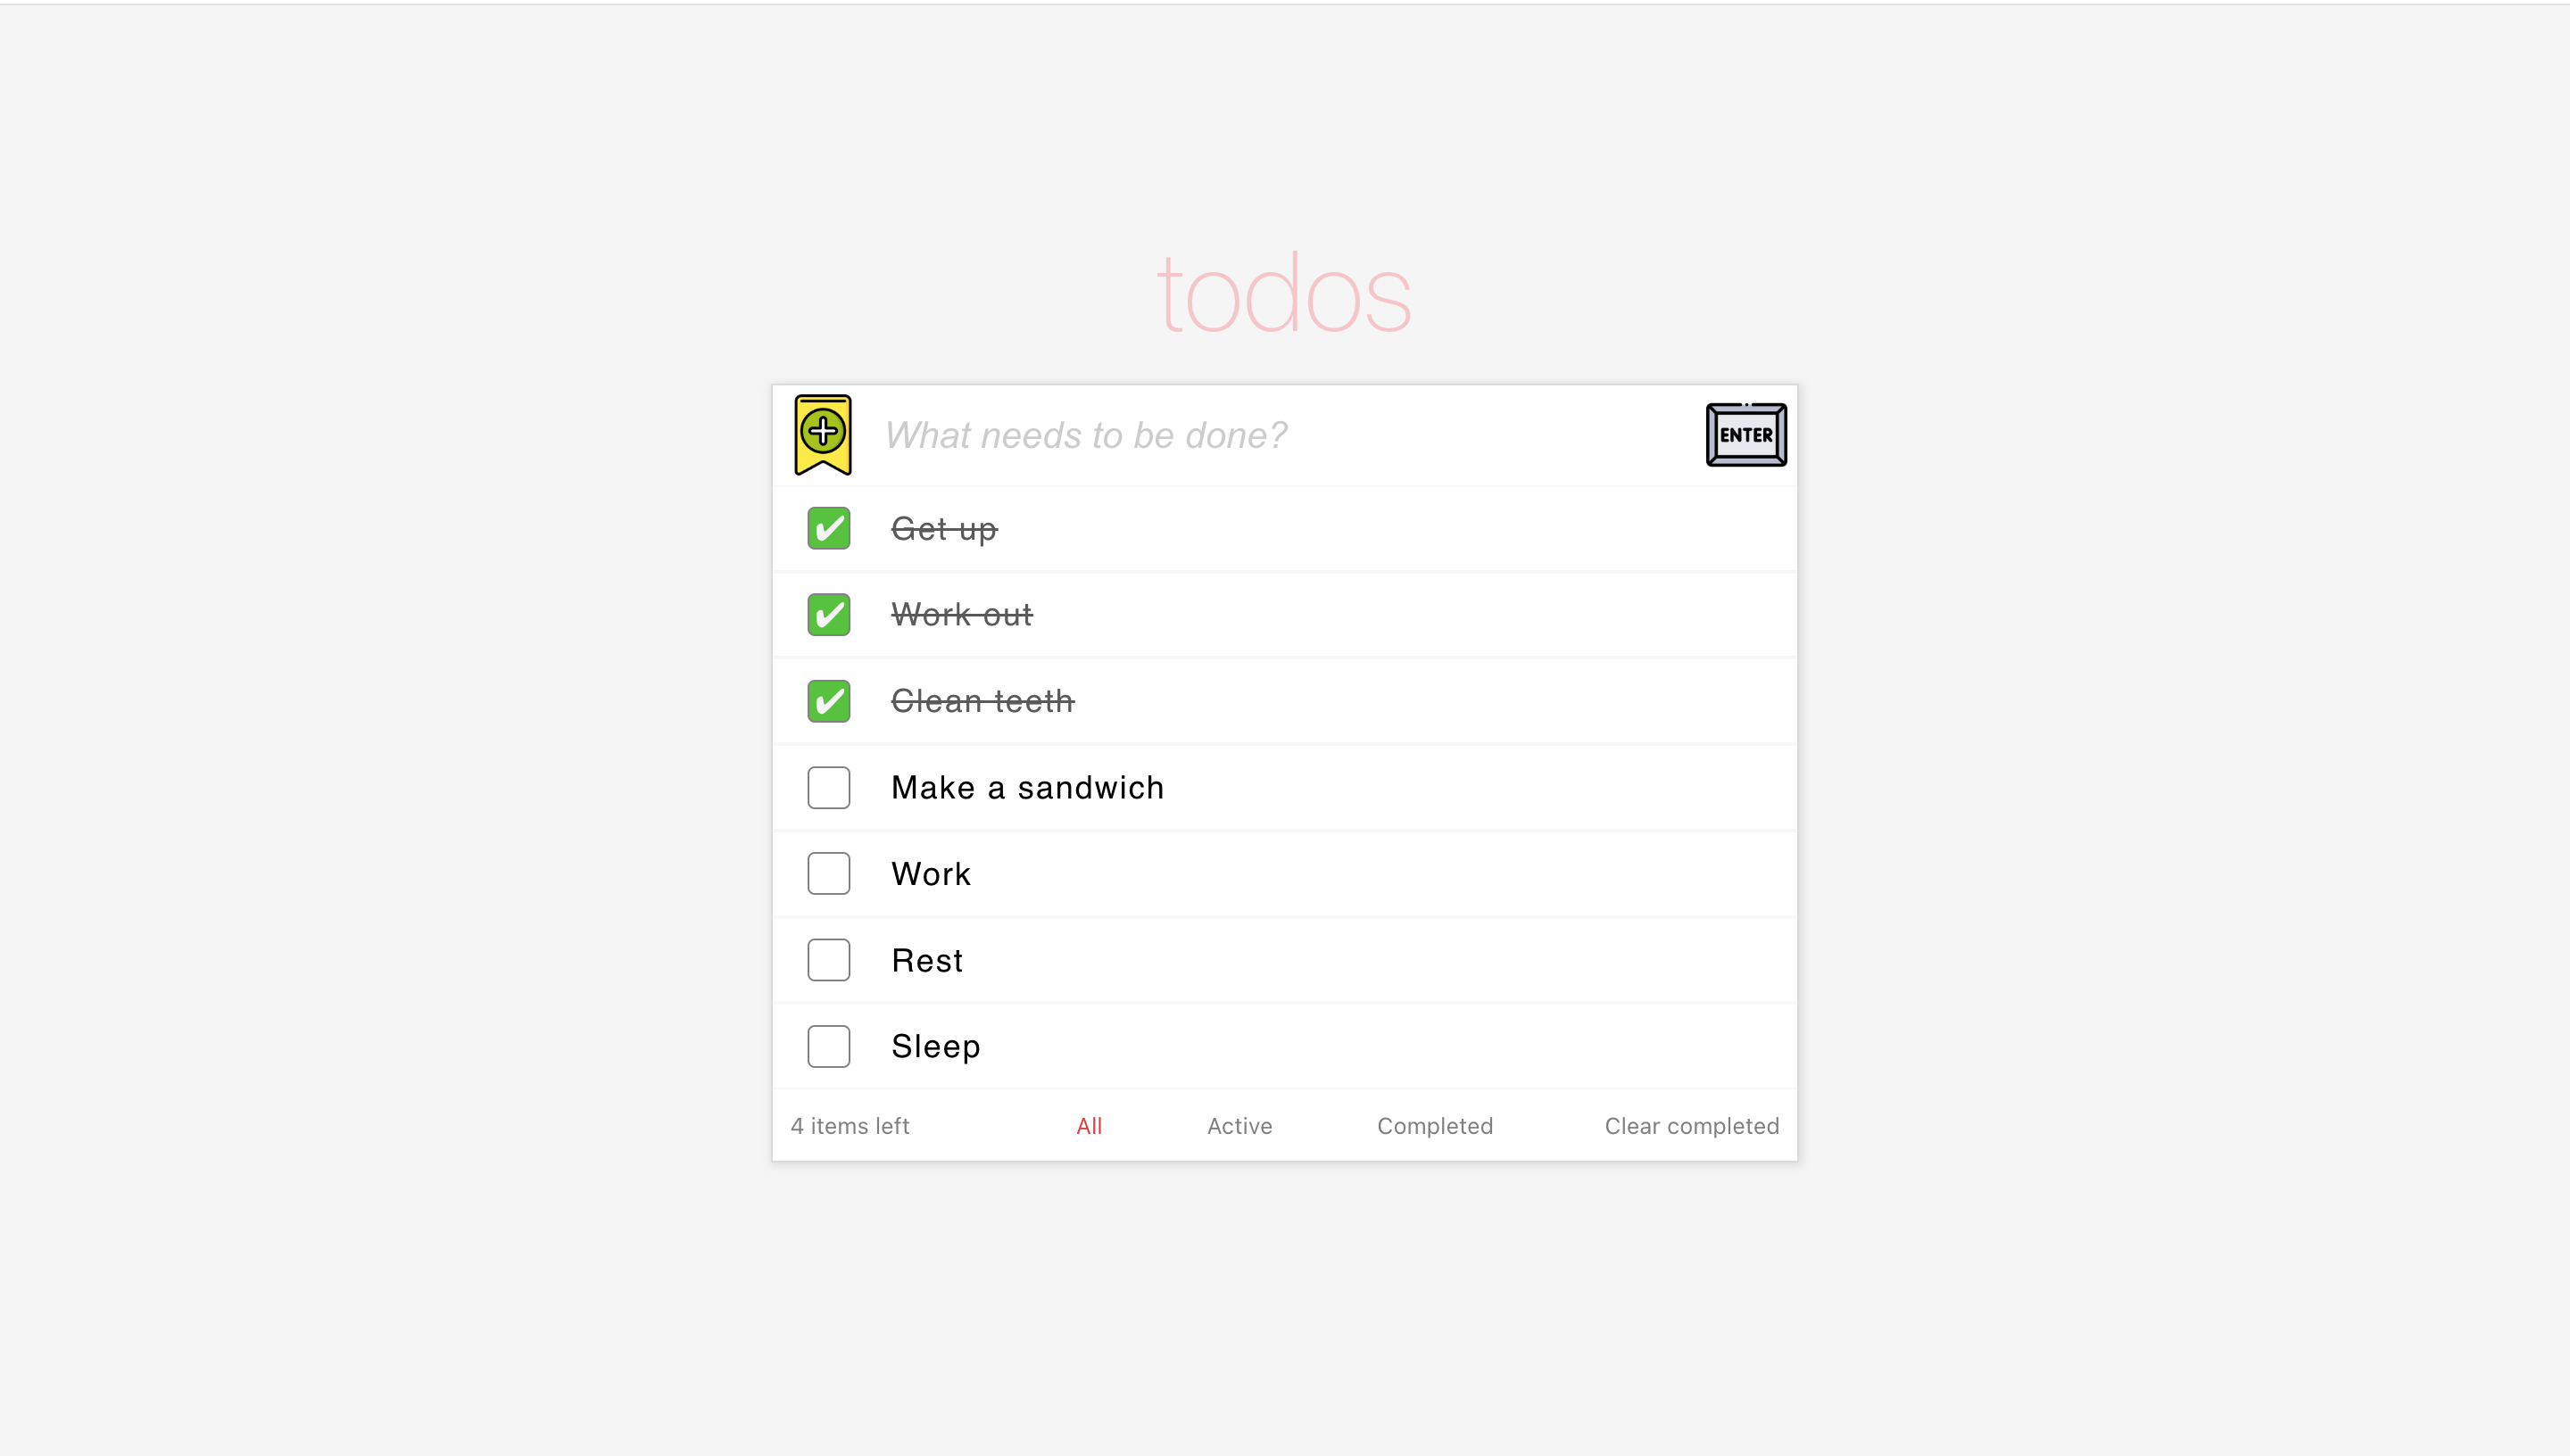 todos
What needs to be done?
ENTER
Get up
Work out
Clean teeth
Make a sandwich
Work
Rest
Sleep
4 items left All Active Completed Clear completed